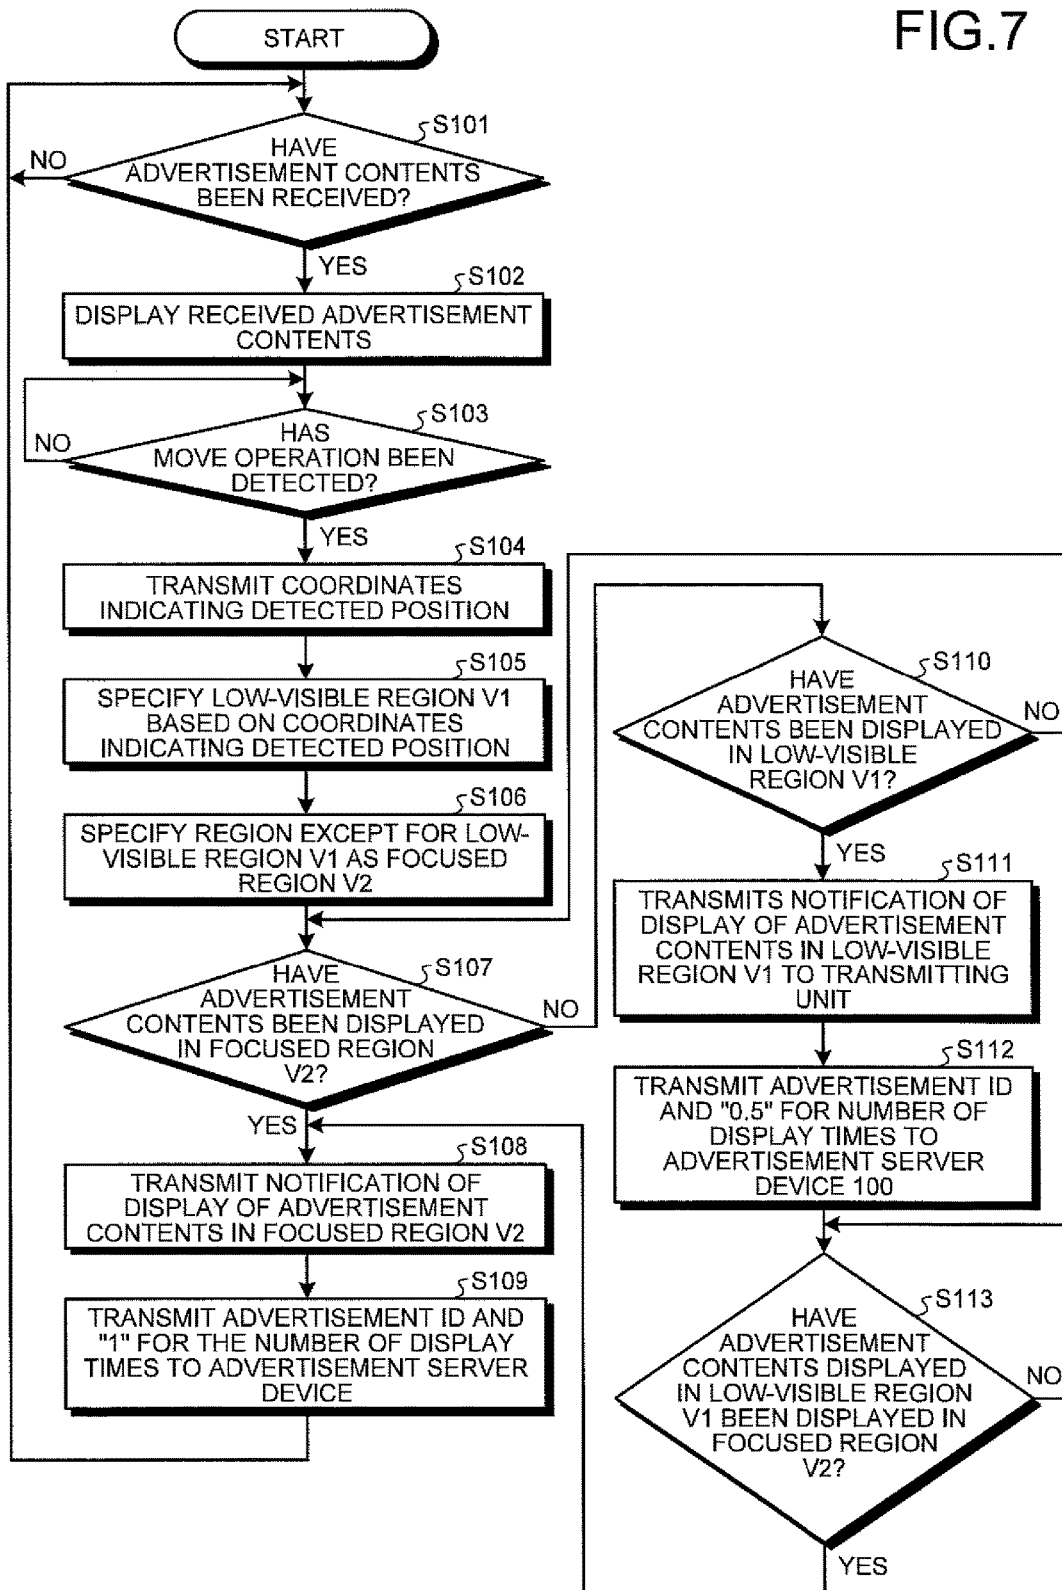 FIG.7
START
S101
HAVE
ADVERTISEMENT CONTENTS
BEEN RECEIVED?
NO
YES
S102
DISPLAY RECEIVED ADVERTISEMENT
CONTENTS
S103
HAS
MOVE OPERATION BEEN
DETECTED?
NO
YES
S104
TRANSMIT COORDINATES
INDICATING DETECTED POSITION
S105
SPECIFY LOW-VISIBLE REGION V1
BASED ON COORDINATES
INDICATING DETECTED POSITION
S106
SPECIFY REGION EXCEPT FOR LOW-
VISIBLE REGION V1 AS FOCUSED
REGION V2
S107
HAVE
ADVERTISEMENT
CONTENTS BEEN DISPLAYED
IN FOCUSED REGION
V2?
NO
YES
S108
TRANSMIT NOTIFICATION OF
DISPLAY OF ADVERTISEMENT
CONTENTS IN FOCUSED REGION V2
S109
TRANSMIT ADVERTISEMENT ID AND
"1" FOR THE NUMBER OF DISPLAY
TIMES TO ADVERTISEMENT SERVER
DEVICE
S110
HAVE
ADVERTISEMENT
CONTENTS BEEN DISPLAYED
IN LOW-VISIBLE
REGION V1?
NO
YES
S111
TRANSMITS NOTIFICATION OF
DISPLAY OF ADVERTISEMENT
CONTENTS IN LOW-VISIBLE
REGION V1 TO TRANSMITTING
UNIT
S112
TRANSMIT ADVERTISEMENT ID
AND "0.5" FOR NUMBER OF
DISPLAY TIMES TO
ADVERTISEMENT SERVER
DEVICE 100
S113
HAVE
ADVERTISEMENT
CONTENTS DISPLAYED
IN LOW-VISIBLE REGION
V1 BEEN DISPLAYED IN
FOCUSED REGION
V2?
NO
YES